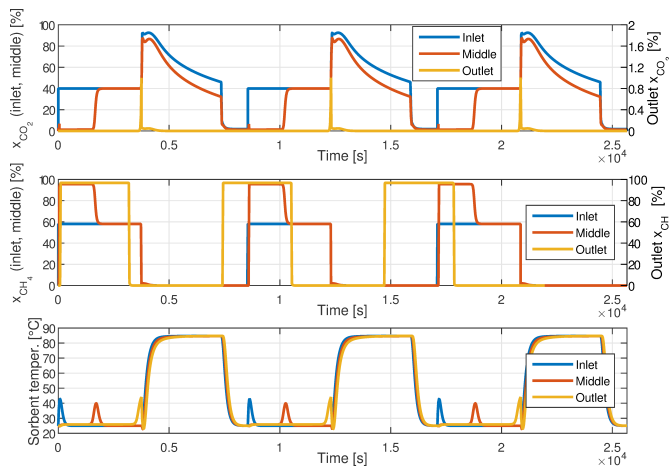 x_CO2 (inlet, middle) [%]
100
80
60
40
20
0
2
1.6
1.2
0.8
0.4
0
Outlet x_CO2 [%]
Inlet
Middle
Outlet
0 0.5 1 1.5 2 2.5
Time [s]
×10^4
x_CH4 (inlet, middle) [%]
100
80
60
40
20
0
100
80
60
40
20
0
Outlet x_CH [%]
Inlet
Middle
Outlet
0 0.5 1 1.5 2 2.5
Time [s]
×10^4
Sorbent temper. [°C]
90
80
70
60
50
40
30
20
Inlet
Middle
Outlet
0 0.5 1 1.5 2 2.5
Time [s]
×10^4